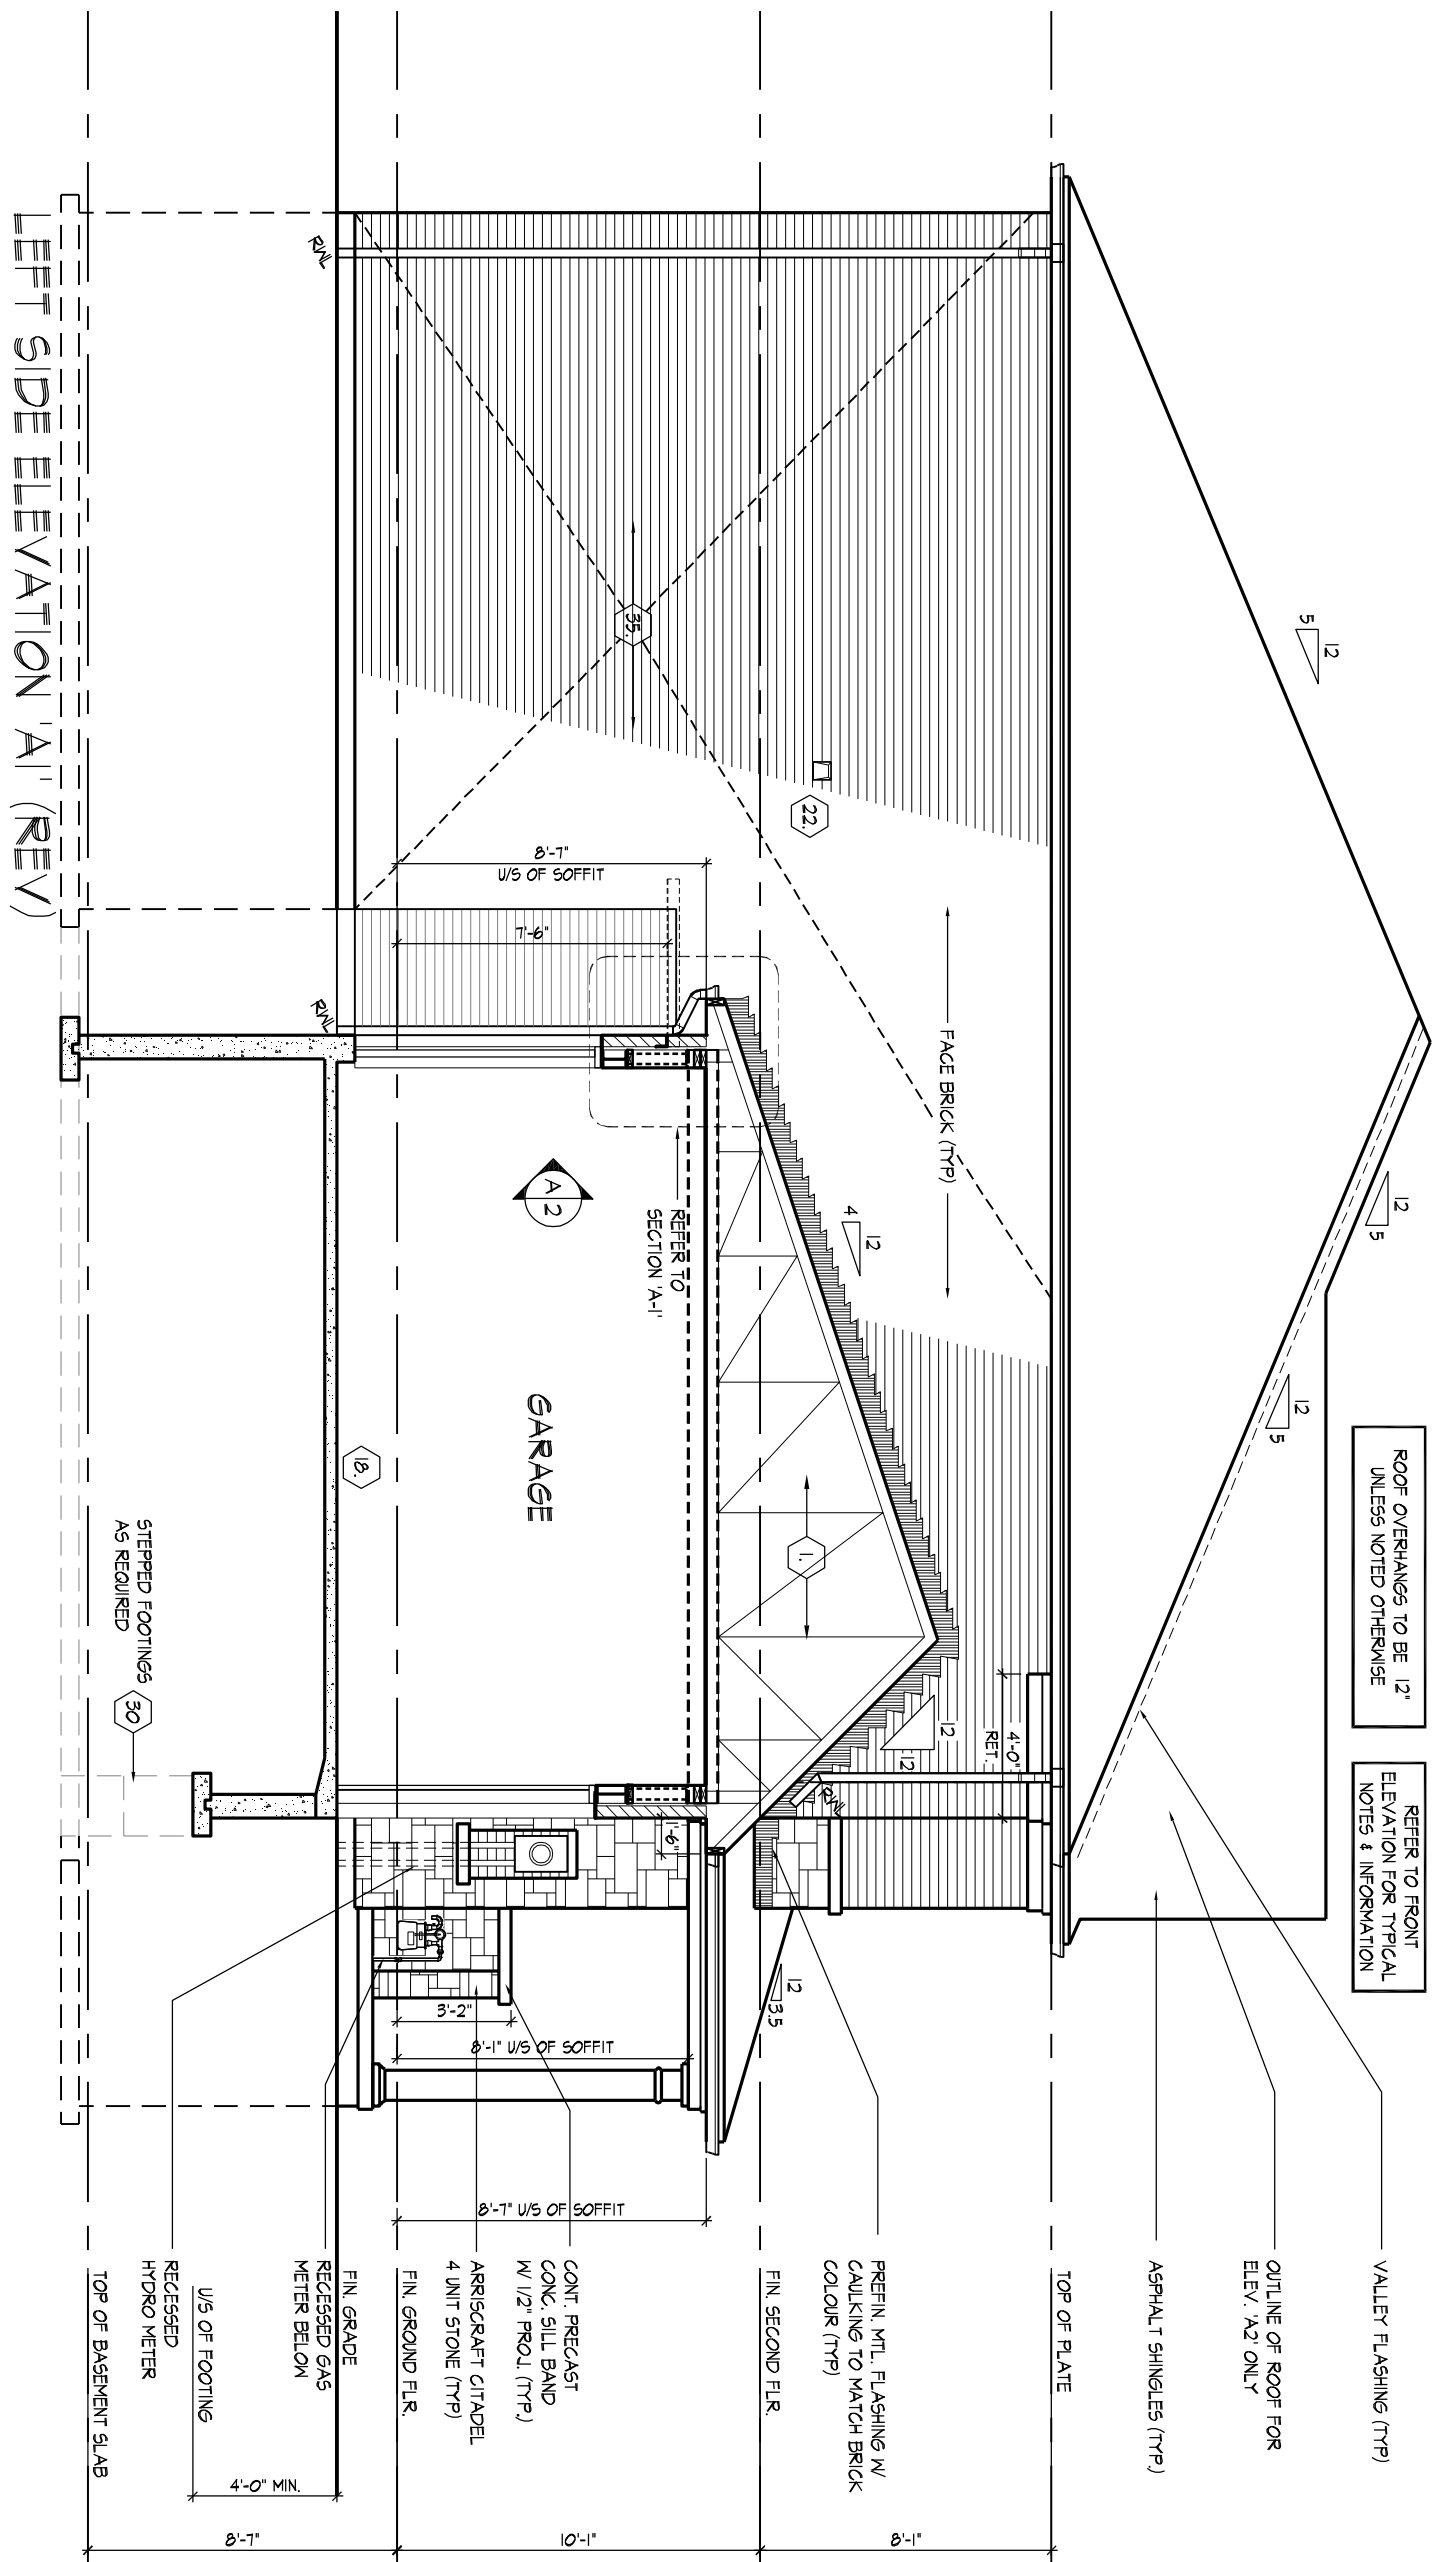 ROOF OVERHANGS TO BE 12"
UNLESS NOTED OTHERWISE
REFER TO FRONT
ELEVATION FOR TYPICAL
NOTES & INFORMATION
12
5
12
5
12
5
VALLEY FLASHING (TYP)
OUTLINE OF ROOF FOR
ELEV. 'A2' ONLY
ASPHALT SHINGLES (TYP.)
TOP OF PLATE
8'-1"
4'-0"
RET.
FACE BRICK (TYP)
12
4
12
12
RWL
22.
1.
12
3.5
PREFIN. MTL. FLASHING W/
CAULKING TO MATCH BRICK
COLOUR (TYP)
FIN. SECOND FLR.
10'-1"
35.
8'-7"
U/S OF SOFFIT
7'-6"
REFER TO
SECTION 'A-1'
A
2
GARAGE
1'-6"
8'-1" U/S OF SOFFIT
3'-2"
8'-7" U/S OF SOFFIT
CONT. PRECAST
CONC. SILL BAND
W/ 1/2" PROJ. (TYP.)
ARRISCRAFT CITADEL
4 UNIT STONE (TYP)
FIN. GROUND FLR.
18.
RWL
RWL
FIN. GRADE
RECESSED GAS
METER BELOW
U/S OF FOOTING
4'-0" MIN.
8'-7"
RECESSED
HYDRO METER
STEPPED FOOTINGS
AS REQUIRED
30
TOP OF BASEMENT SLAB
LEFT SIDE ELEVATION 'A1' (REV)